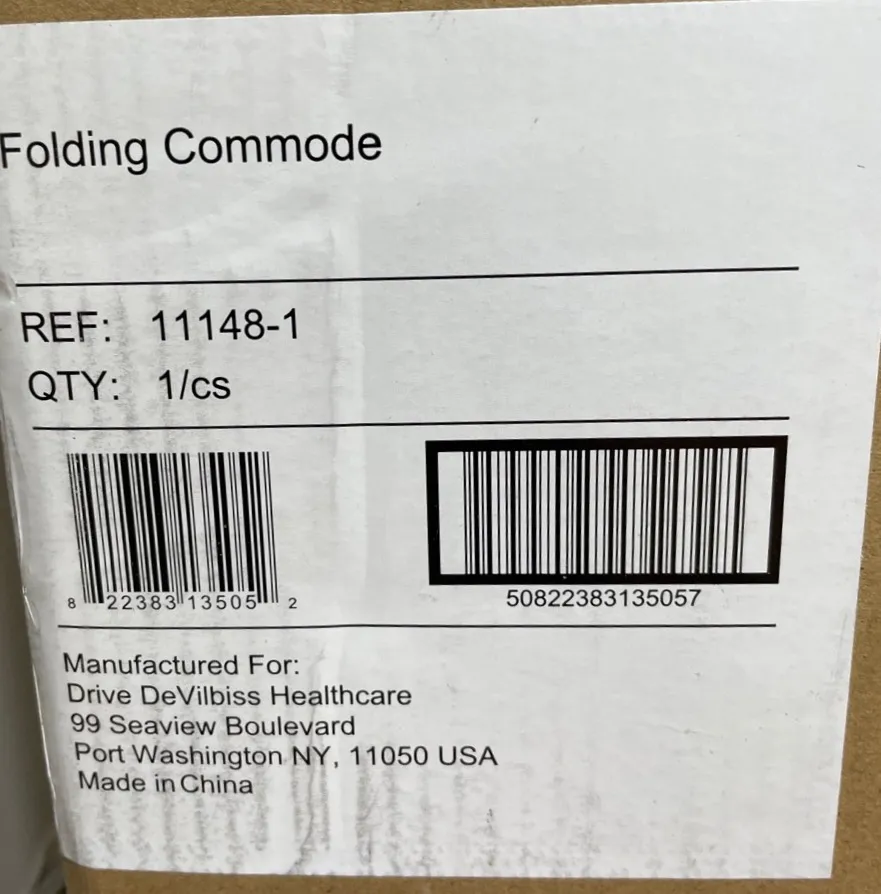 Folding Commode
REF: 11148-1
QTY: 1/cs
8 22383 13505 2
50822383135057
Manufactured For:
Drive DeVilbiss Healthcare
99 Seaview Boulevard
Port Washington NY, 11050 USA
Made in China